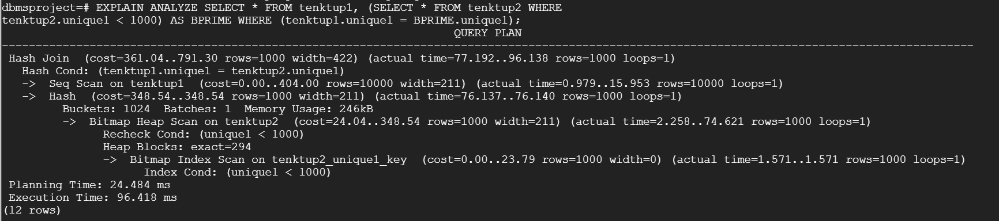 dbmsproject=# EXPLAIN ANALYZE SELECT * FROM tenktup1, (SELECT * FROM tenktup2 WHERE
tenktup2.unique1 < 1000) AS BPRIME WHERE (tenktup1.unique1 = BPRIME.unique1);
QUERY PLAN
------------------------------------------------------------------------------------------------------------------------------------------------
Hash Join  (cost=361.04..791.30 rows=1000 width=422) (actual time=77.192..96.138 rows=1000 loops=1)
Hash Cond: (tenktup1.unique1 = tenktup2.unique1)
->  Seq Scan on tenktup1  (cost=0.00..404.00 rows=10000 width=211) (actual time=0.979..15.953 rows=10000 loops=1)
->  Hash  (cost=348.54..348.54 rows=1000 width=211) (actual time=76.137..76.140 rows=1000 loops=1)
Buckets: 1024  Batches: 1  Memory Usage: 246kB
->  Bitmap Heap Scan on tenktup2  (cost=24.04..348.54 rows=1000 width=211) (actual time=2.258..74.621 rows=1000 loops=1)
Recheck Cond: (unique1 < 1000)
Heap Blocks: exact=294
->  Bitmap Index Scan on tenktup2_unique1_key  (cost=0.00..23.79 rows=1000 width=0) (actual time=1.571..1.571 rows=1000 loops=1)
Index Cond: (unique1 < 1000)
Planning Time: 24.484 ms
Execution Time: 96.418 ms
(12 rows)